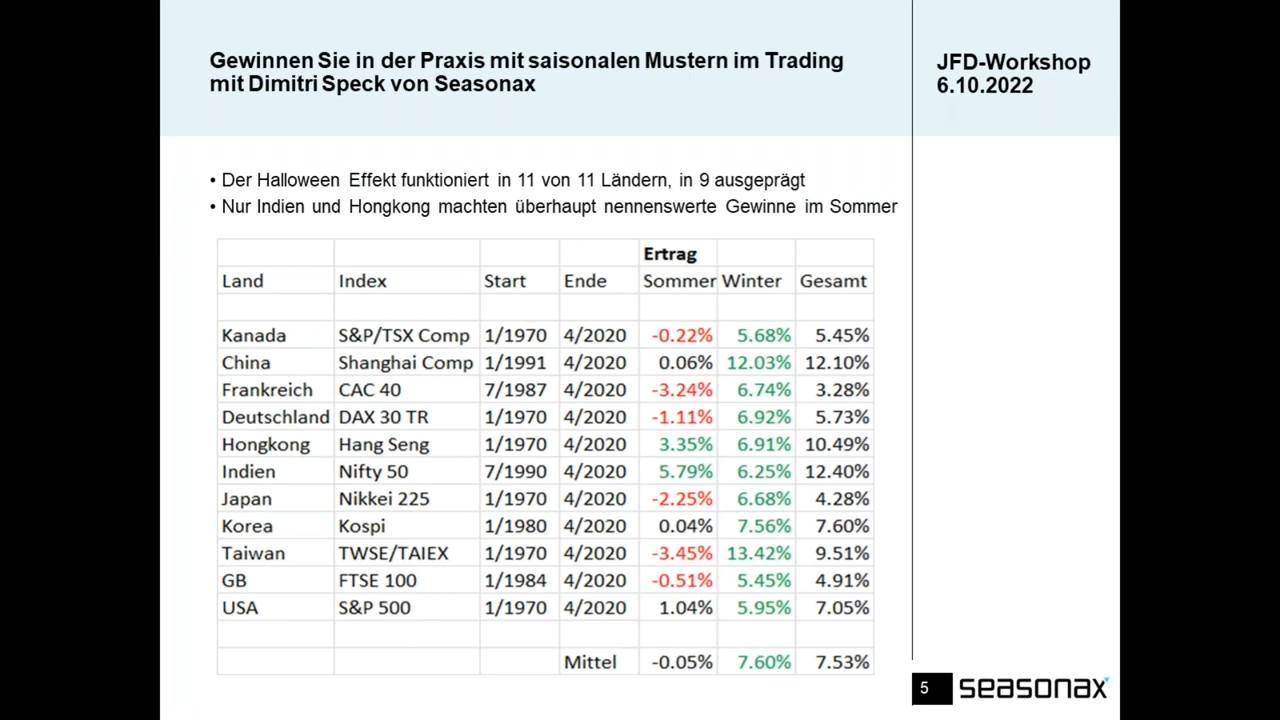 Gewinnen Sie in der Praxis mit saisonalen Mustern im Trading
mit Dimitri Speck von Seasonax
JFD-Workshop
6.10.2022
• Der Halloween Effekt funktioniert in 11 von 11 Ländern, in 9 ausgeprägt
• Nur Indien und Hongkong machten überhaupt nennenswerte Gewinne im Sommer
Ertrag
Land Index Start Ende Sommer Winter Gesamt
Kanada S&P/TSX Comp 1/1970 4/2020 -0.22% 5.68% 5.45%
China Shanghai Comp 1/1991 4/2020 0.06% 12.03% 12.10%
Frankreich CAC 40 7/1987 4/2020 -3.24% 6.74% 3.28%
Deutschland DAX 30 TR 1/1970 4/2020 -1.11% 6.92% 5.73%
Hongkong Hang Seng 1/1970 4/2020 3.35% 6.91% 10.49%
Indien Nifty 50 7/1990 4/2020 5.79% 6.25% 12.40%
Japan Nikkei 225 1/1970 4/2020 -2.25% 6.68% 4.28%
Korea Kospi 1/1980 4/2020 0.04% 7.56% 7.60%
Taiwan TWSE/TAIEX 1/1970 4/2020 -3.45% 13.42% 9.51%
GB FTSE 100 1/1984 4/2020 -0.51% 5.45% 4.91%
USA S&P 500 1/1970 4/2020 1.04% 5.95% 7.05%
Mittel -0.05% 7.60% 7.53%
5 seasonax